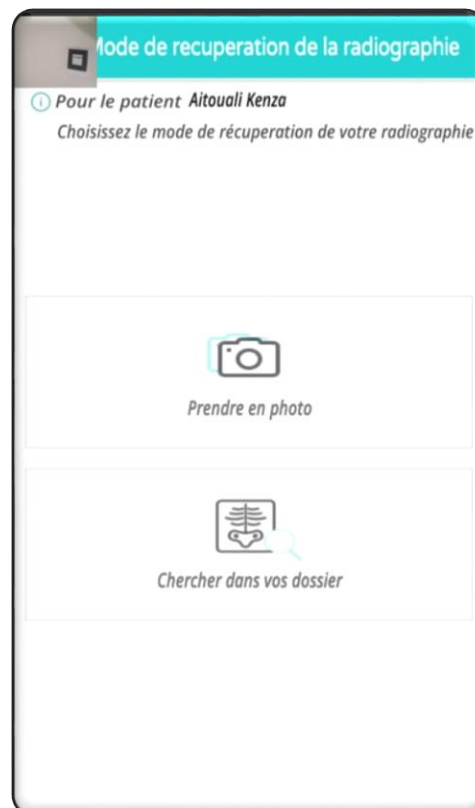 Mode de recuperation de la radiographie
Pour le patient Aitouali Kenza
Choisissez le mode de récuperation de votre radiographie
Prendre en photo
Chercher dans vos dossier